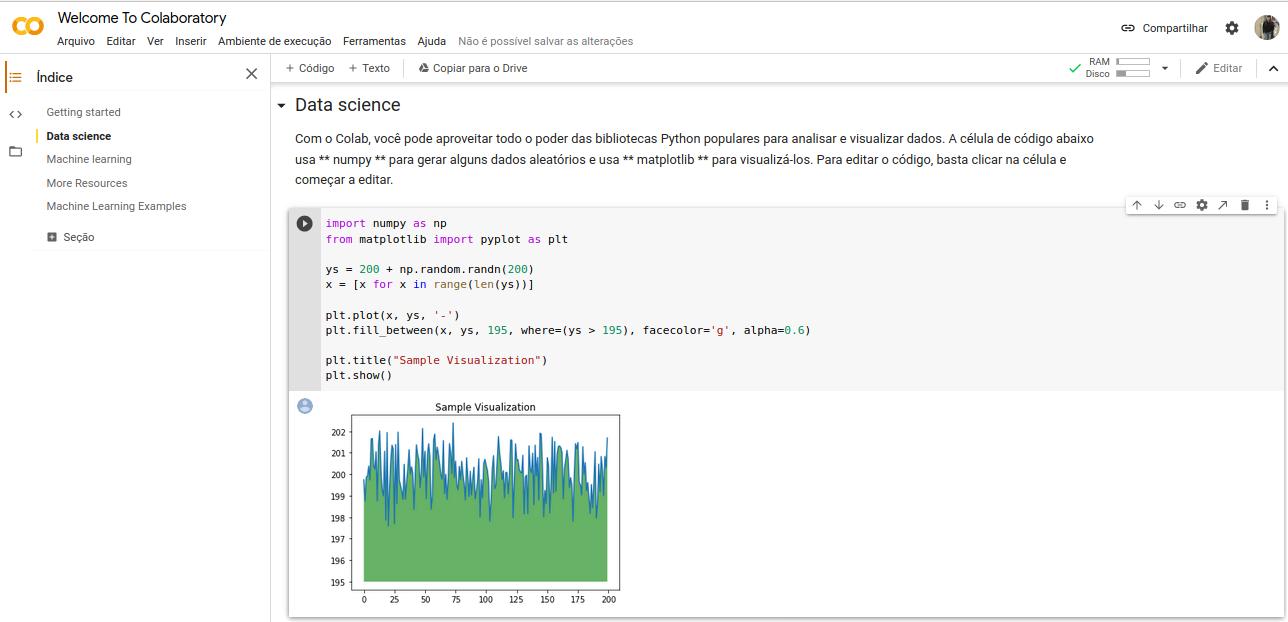 Welcome To Colaboratory
Arquivo Editar Ver Inserir Ambiente de execução Ferramentas Ajuda Não é possível salvar as alterações
Compartilhar
Índice
Getting started
Data science
Machine learning
More Resources
Machine Learning Examples
Seção
+ Código + Texto Copiar para o Drive
RAM
Disco
Editar
Data science
Com o Colab, você pode aproveitar todo o poder das bibliotecas Python populares para analisar e visualizar dados. A célula de código abaixo
usa ** numpy ** para gerar alguns dados aleatórios e usa ** matplotlib ** para visualizá-los. Para editar o código, basta clicar na célula e
começar a editar.
import numpy as np
from matplotlib import pyplot as plt
ys = 200 + np.random.randn(200)
x = [x for x in range(len(ys))]
plt.plot(x, ys, '-')
plt.fill_between(x, ys, 195, where=(ys > 195), facecolor='g', alpha=0.6)
plt.title("Sample Visualization")
plt.show()
Sample Visualization
202
201
200
199
198
197
196
195
0 25 50 75 100 125 150 175 200